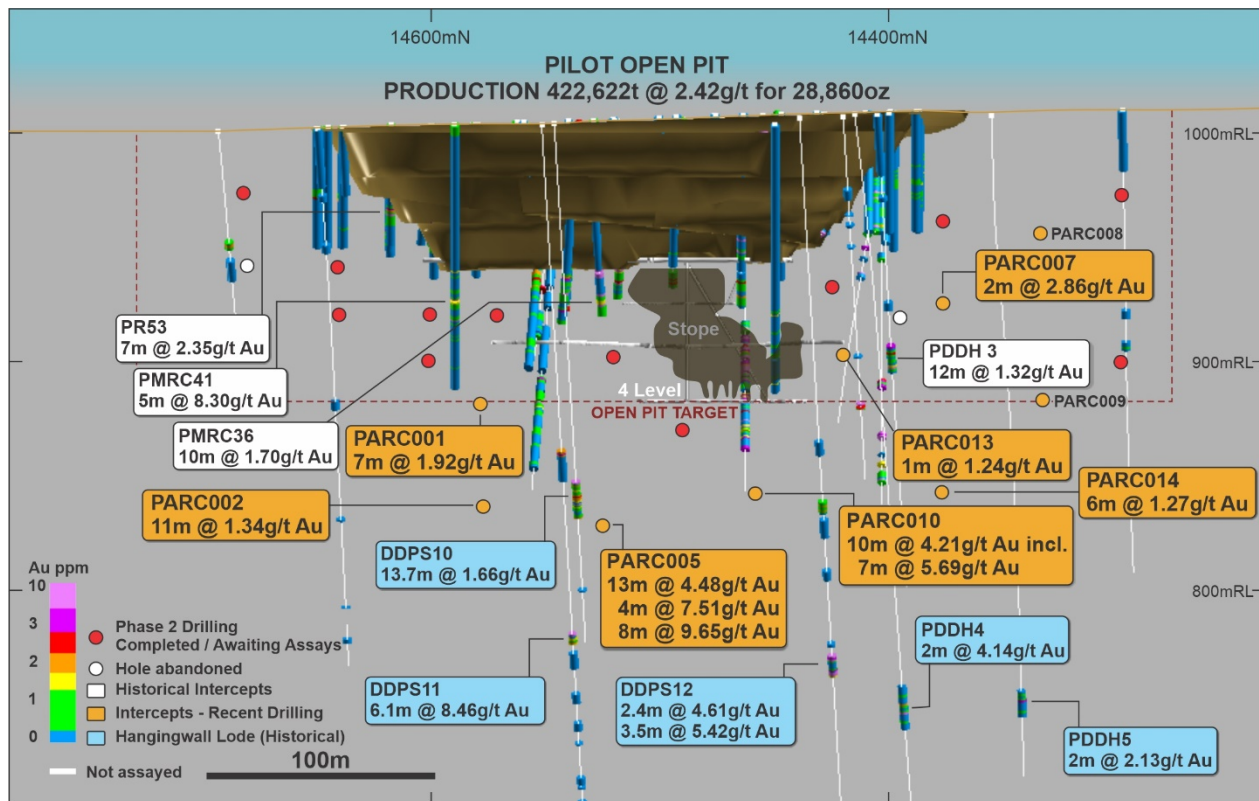 14600mN
14400mN
PILOT OPEN PIT
PRODUCTION 422,622t @ 2.42g/t for 28,860oz
1000mRL
PARC008
PARC007
2m @ 2.86g/t Au
PR53
7m @ 2.35g/t Au
Stope
PDDH 3
12m @ 1.32g/t Au
900mRL
PMRC41
5m @ 8.30g/t Au
4 Level
OPEN PIT TARGET
PARC009
PMRC36
10m @ 1.70g/t Au
PARC001
7m @ 1.92g/t Au
PARC013
1m @ 1.24g/t Au
PARC014
6m @ 1.27g/t Au
PARC002
11m @ 1.34g/t Au
PARC010
10m @ 4.21g/t Au incl.
7m @ 5.69g/t Au
DDPS10
13.7m @ 1.66g/t Au
PARC005
13m @ 4.48g/t Au
4m @ 7.51g/t Au
8m @ 9.65g/t Au
800mRL
PDDH4
2m @ 4.14g/t Au
DDPS11
6.1m @ 8.46g/t Au
DDPS12
2.4m @ 4.61g/t Au
3.5m @ 5.42g/t Au
PDDH5
2m @ 2.13g/t Au
Au ppm
10
3
2
1
0
Phase 2 Drilling
Completed / Awaiting Assays
Hole abandoned
Historical Intercepts
Intercepts - Recent Drilling
Hangingwall Lode (Historical)
Not assayed
100m